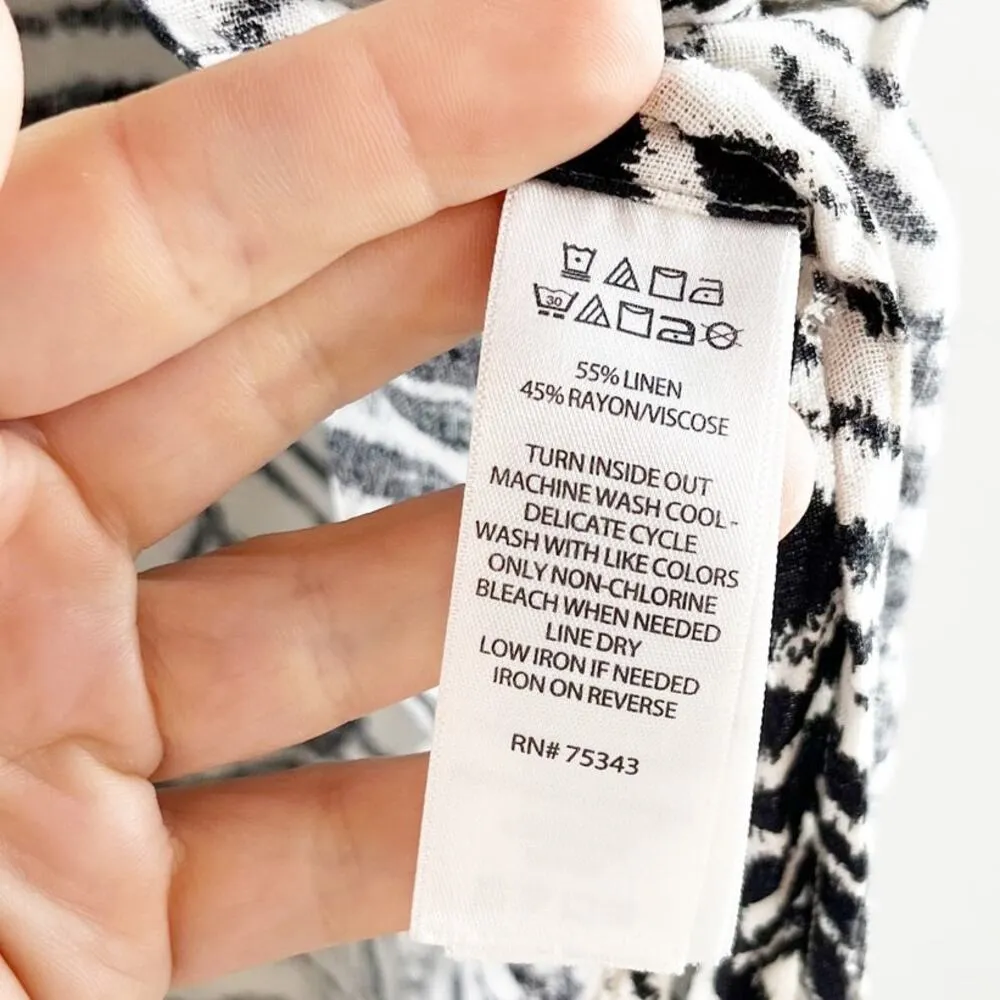 30
55% LINEN
45% RAYON/VISCOSE
TURN INSIDE OUT
MACHINE WASH COOL -
DELICATE CYCLE
WASH WITH LIKE COLORS
ONLY NON-CHLORINE
BLEACH WHEN NEEDED
LINE DRY
LOW IRON IF NEEDED
IRON ON REVERSE
RN# 75343